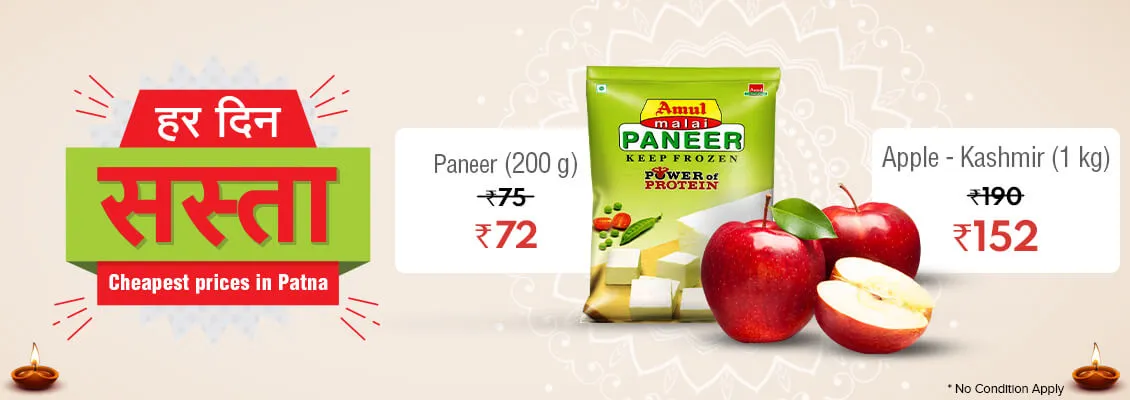 हर दिन
सस्ता
Cheapest prices in Patna
Paneer (200 g)
₹75
₹72
Amul
malai
PANEER
KEEP FROZEN
POWER of
PROTEIN
Amul
Apple - Kashmir (1 kg)
₹190
₹152
* No Condition Apply